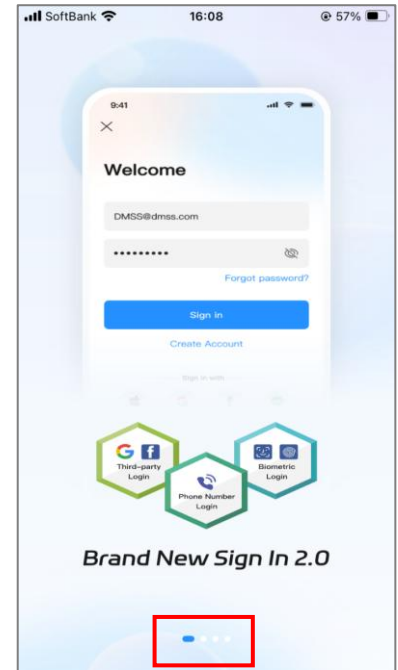 SoftBank 16:08 57%
9:41
Welcome
DMSS@dmss.com
•••••••••
Forgot password?
Sign in
Create Account
Sign in with
Third-party
Login
Phone Number
Login
Biometric
Login
Brand New Sign In 2.0